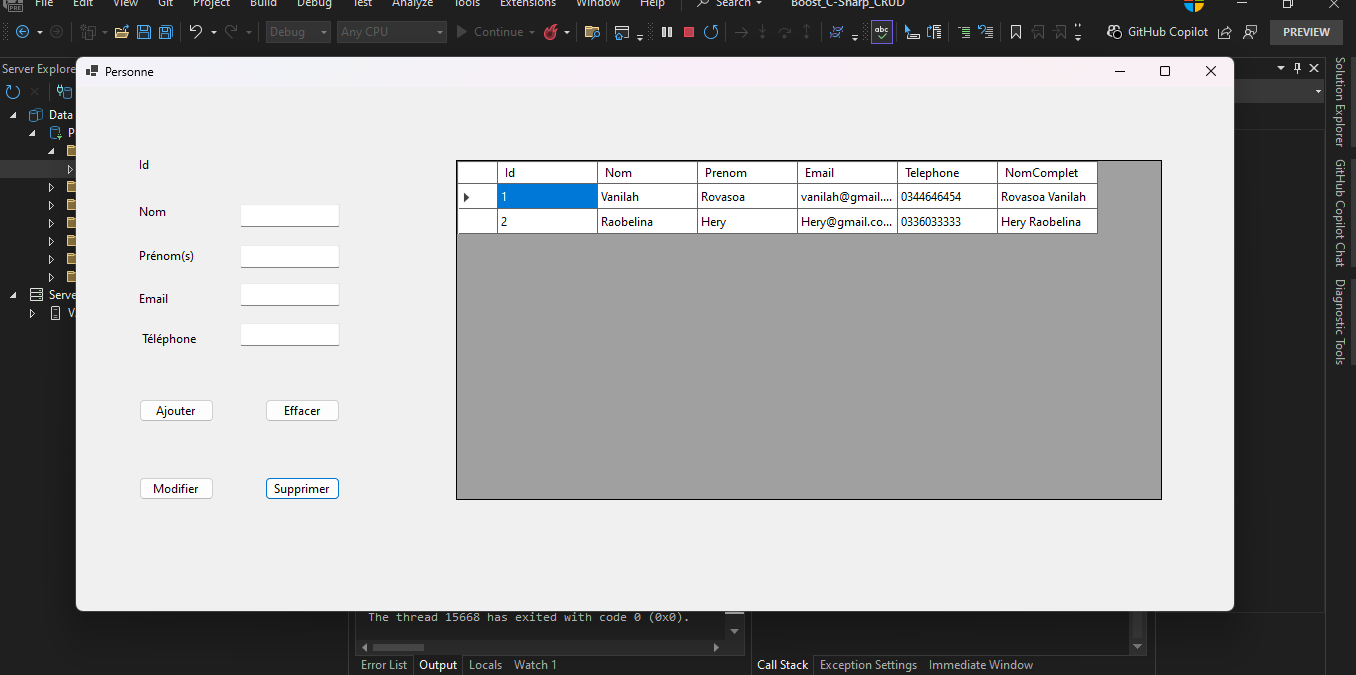 File Edit View Git Project Build Debug Test Analyze Tools Extensions Window Help Search Boost_C-Sharp_CRUD
Debug Any CPU Continue abc GitHub Copilot PREVIEW
Server Explore
Personne
Data
P
Serve
V
Id
Nom
Prénom(s)
Email
Téléphone
Ajouter Effacer
Modifier Supprimer
Id Nom Prenom Email Telephone NomComplet
1 Vanilah Rovasoa vanilah@gmail.... 0344646454 Rovasoa Vanilah
2 Raobelina Hery Hery@gmail.co... 0336033333 Hery Raobelina
Solution Explorer
GitHub Copilot Chat
Diagnostic Tools
The thread 15668 has exited with code 0 (0x0).
Error List Output Locals Watch 1
Call Stack Exception Settings Immediate Window